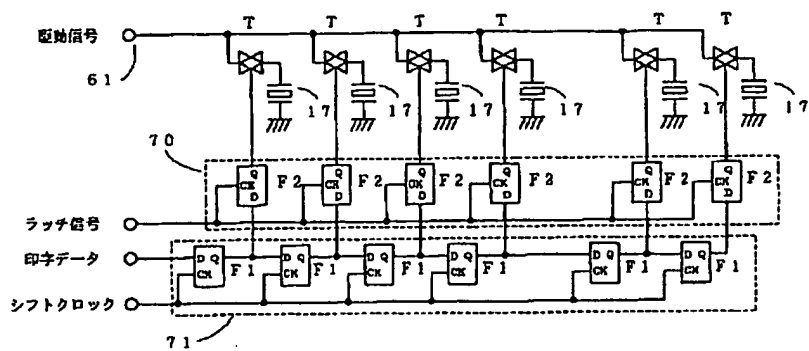 T T T T T T
駆動信号
61
17 17 17 17 17 17
70
Q Q Q Q Q Q
CK CK CK CK CK CK
F2 F2 F2 F2 F2 F2
D D D D D D
ラッチ信号
印字データ
D Q D Q D Q D Q D Q D Q
CK CK CK CK CK CK
F1 F1 F1 F1 F1 F1
シフトクロック
71